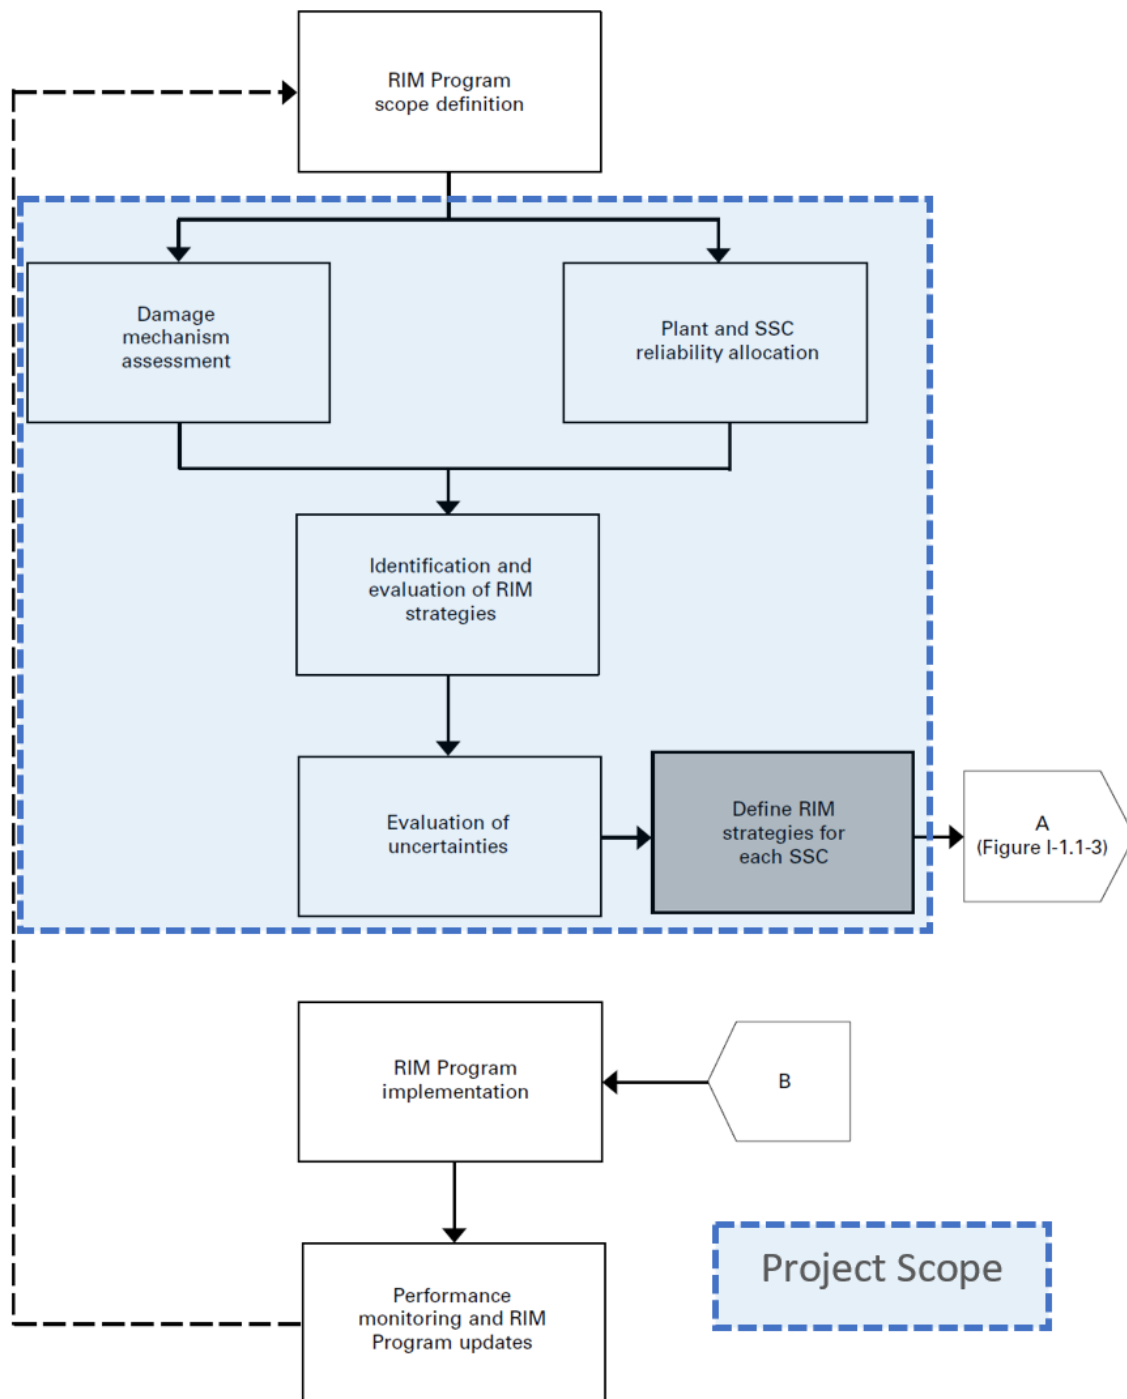 RIM Program
scope definition
Damage
mechanism
assessment
Plant and SSC
reliability allocation
Identification and
evaluation of RIM
strategies
Evaluation of
uncertainties
Define RIM
strategies for
each SSC
A
(Figure I-1.1-3)
RIM Program
implementation
B
Performance
monitoring and RIM
Program updates
Project Scope